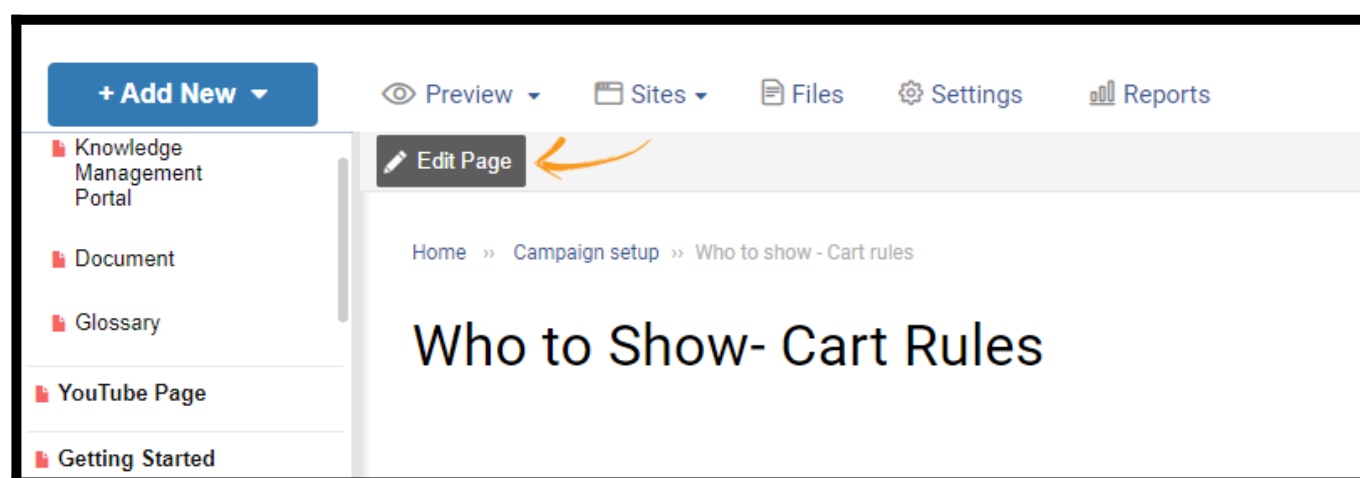 + Add New
Preview
Sites
Files
Settings
Reports
Knowledge
Management
Portal
Document
Glossary
YouTube Page
Getting Started
Edit Page
Home » Campaign setup » Who to show - Cart rules
Who to Show- Cart Rules